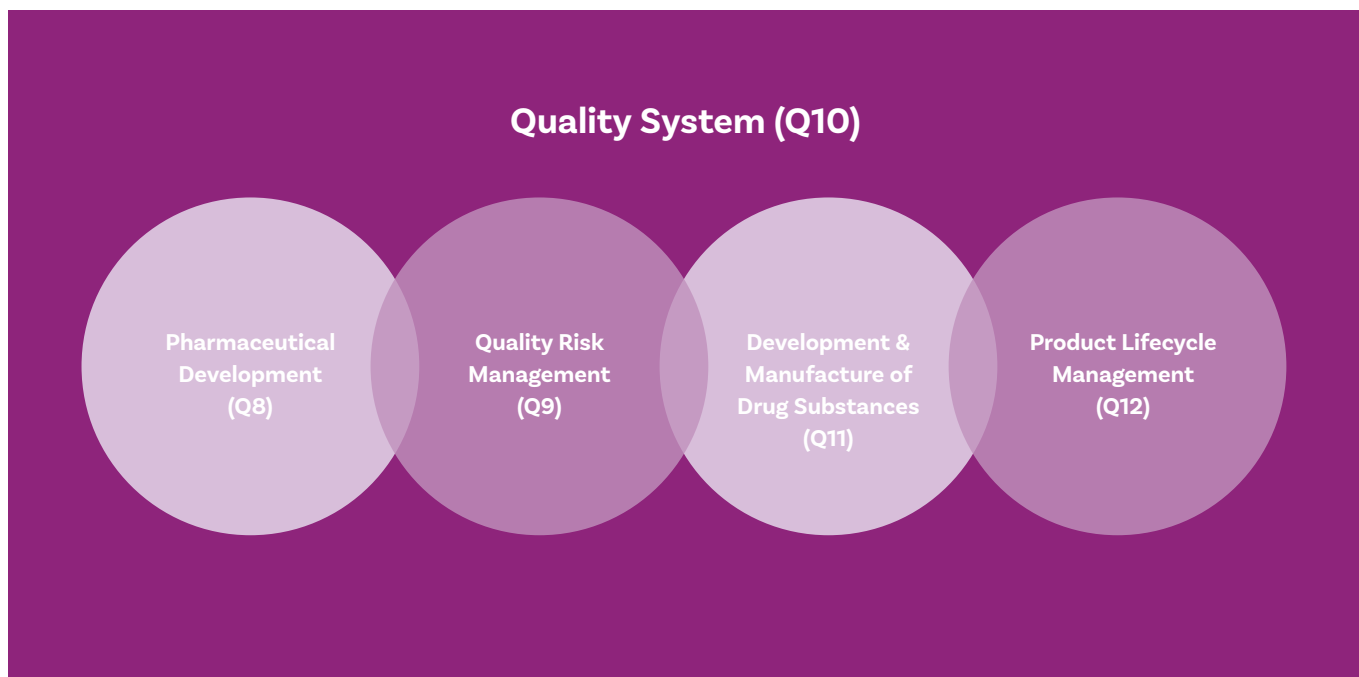 Quality System (Q10)
Pharmaceutical
Development
(Q8)
Quality Risk
Management
(Q9)
Development &
Manufacture of
Drug Substances
(Q11)
Product Lifecycle
Management
(Q12)